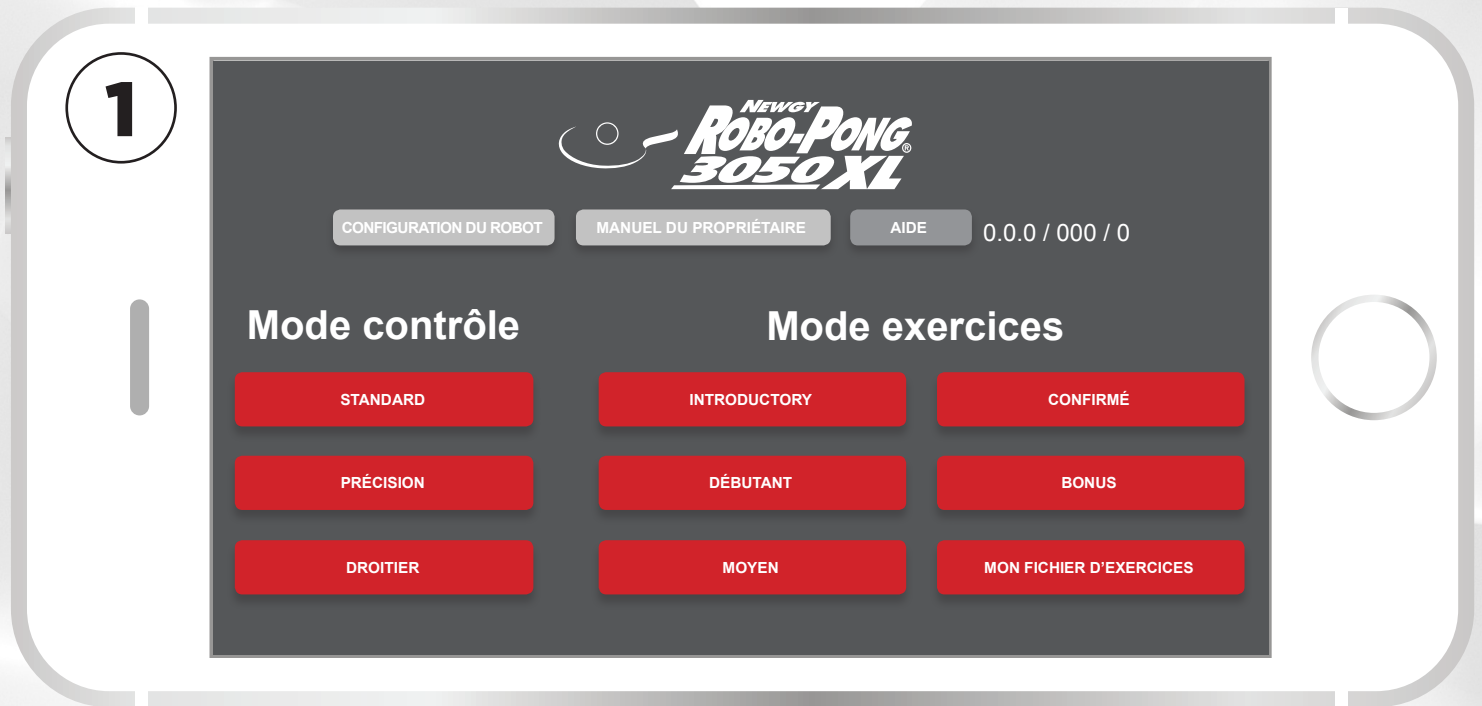 1
NEWGY
ROBO-PONG®
3050XL
CONFIGURATION DU ROBOT MANUEL DU PROPRIÉTAIRE AIDE 0.0.0 / 000 / 0
Mode contrôle Mode exercices
STANDARD INTRODUCTORY CONFIRMÉ
PRÉCISION DÉBUTANT BONUS
DROITIER MOYEN MON FICHIER D’EXERCICES